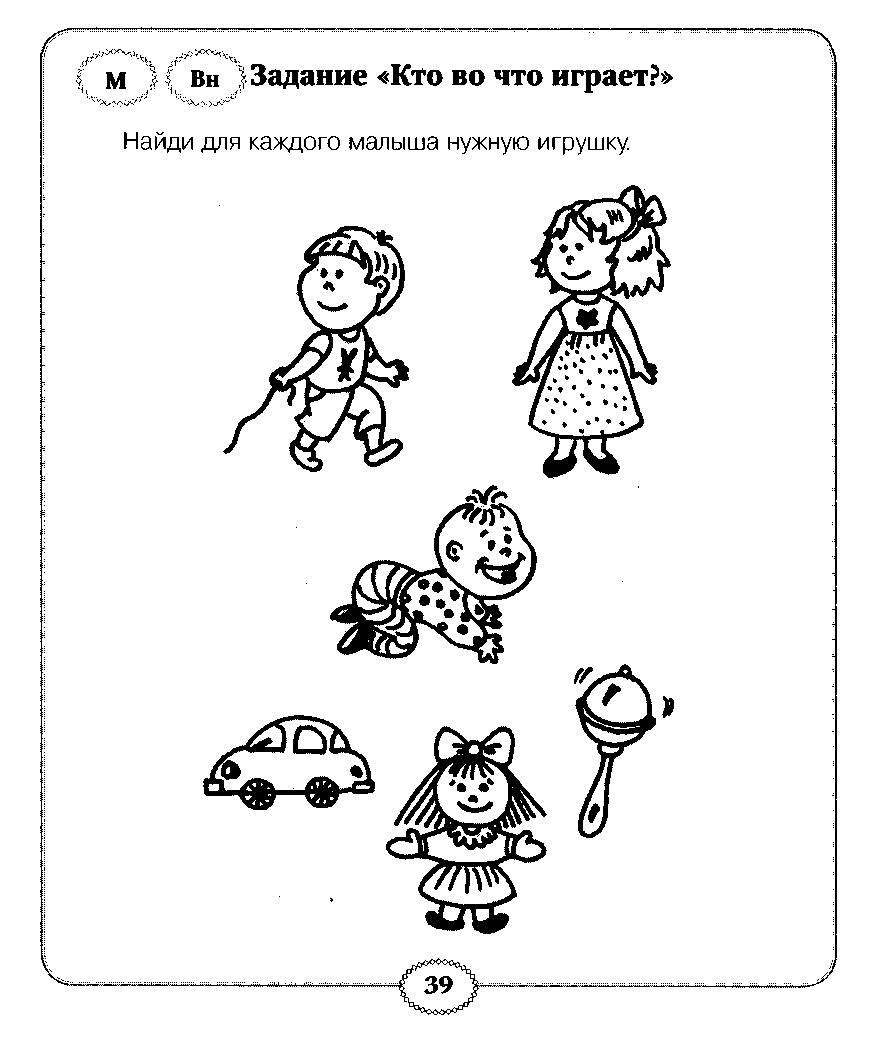 М Вн Задание «Кто во что играет?»
Найди для каждого малыша нужную игрушку.
39